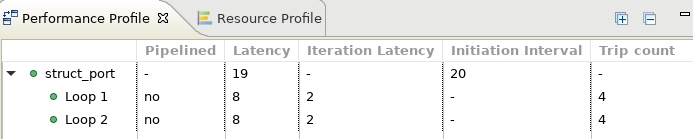 Performance Profile Resource Profile
Pipelined Latency Iteration Latency Initiation Interval Trip count
struct_port - 19 - 20 -
Loop 1 no 8 2 - 4
Loop 2 no 8 2 - 4